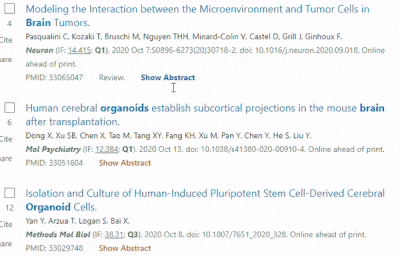 Modeling the Interaction between the Microenvironment and Tumor Cells in
Brain Tumors.
4
Pasqualini C, Kozaki T, Bruschi M, Nguyen THH, Minard-Colin V, Castel D, Grill J, Ginhoux F.
Cite
Neuron (IF: 14.415; Q1). 2020 Oct 7:S0896-6273(20)30718-2. doi: 10.1016/j.neuron.2020.09.018. Online
hare
ahead of print.
PMID: 33065047 Review. Show Abstract
Human cerebral organoids establish subcortical projections in the mouse brain
6
after transplantation.
Cite
Dong X, Xu SB, Chen X, Tao M, Tang XY, Fang KH, Xu M, Pan Y, Chen Y, He S, Liu Y.
hare
Mol Psychiatry (IF: 12.384; Q1). 2020 Oct 13. doi: 10.1038/s41380-020-00910-4. Online ahead of print.
PMID: 33051604 Show Abstract
Isolation and Culture of Human-Induced Pluripotent Stem Cell-Derived Cerebral
12
Organoid Cells.
Cite
Yan Y, Arzua T, Logan S, Bai X.
hare
Methods Mol Biol (IF: 38.31; Q3). 2020 Oct 8. doi: 10.1007/7651_2020_328. Online ahead of print.
PMID: 33029748 Show Abstract